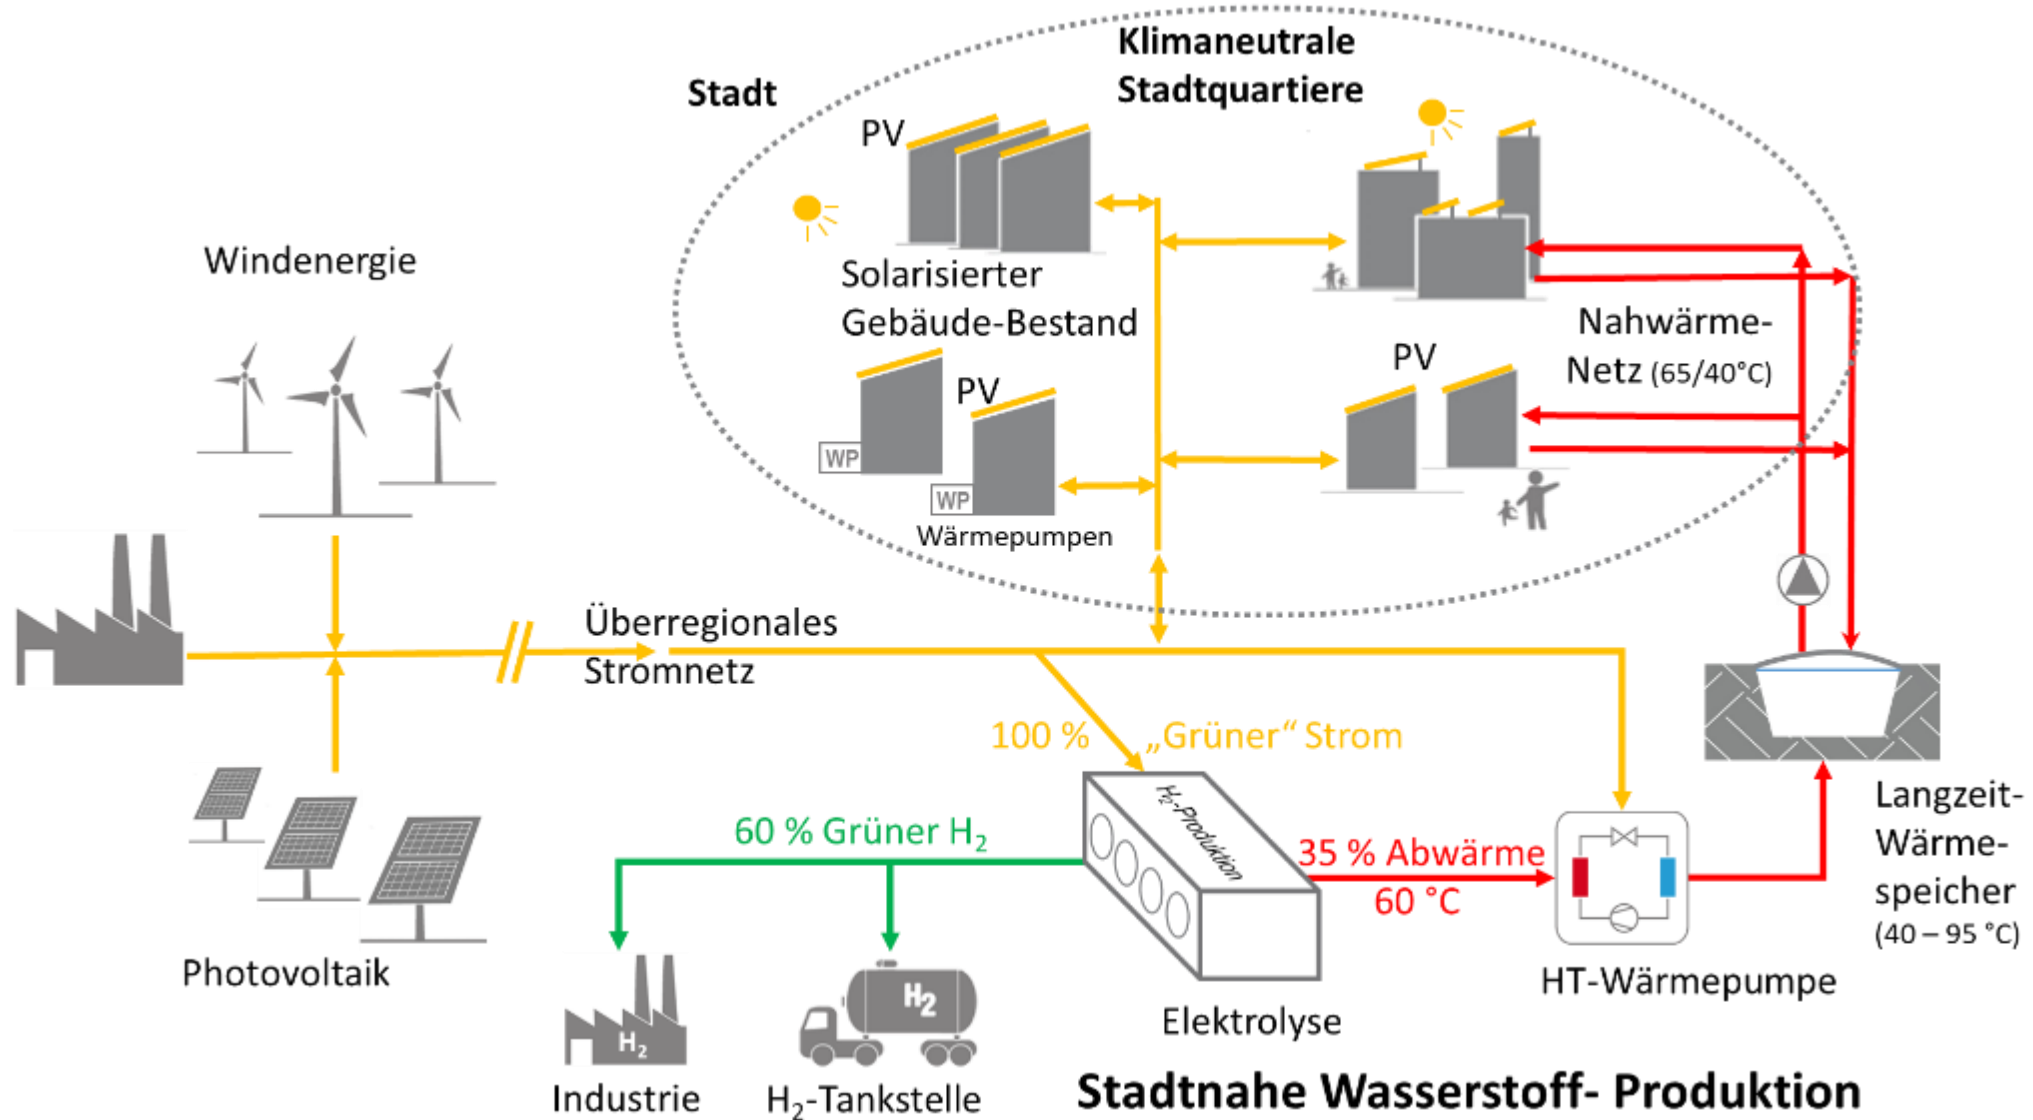 Klimaneutrale
Stadtquartiere
Stadt
PV
Solarisierter
Gebäude-Bestand
Windenergie
Nahwärme-
Netz (65/40°C)
PV
PV
WP
WP
Wärmepumpen
Überregionales
Stromnetz
100 % „Grüner“ Strom
H₂-Produktion
60 % Grüner H₂
35 % Abwärme
60 °C
Langzeit-
Wärme-
speicher
(40 – 95 °C)
Photovoltaik
HT-Wärmepumpe
H₂
H₂
Elektrolyse
Industrie
H₂-Tankstelle
Stadtnahe Wasserstoff- Produktion